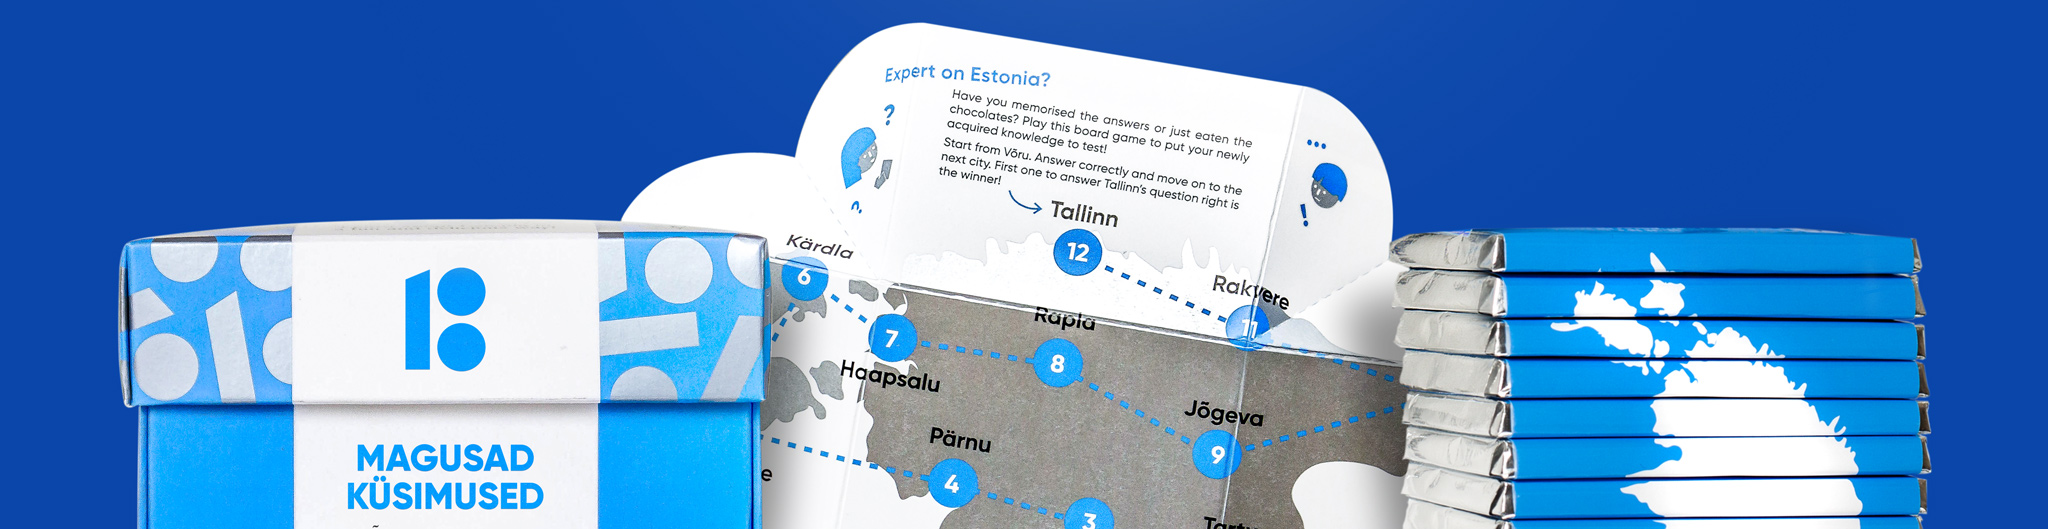 Expert on Estonia?
?
Have you memorised the answers or just eaten the
chocolates? Play this board game to put your newly
acquired knowledge to test!
Start from Võru. Answer correctly and move on to the
next city. First one to answer Tallinn's question right is
the winner!
...
!
Tallinn
12
Kärdla
6
Rakvere
11
Rapla
7
8
Haapsalu
Jõgeva
9
Pärnu
4
3
18
MAGUSAD
KÜSIMUSED